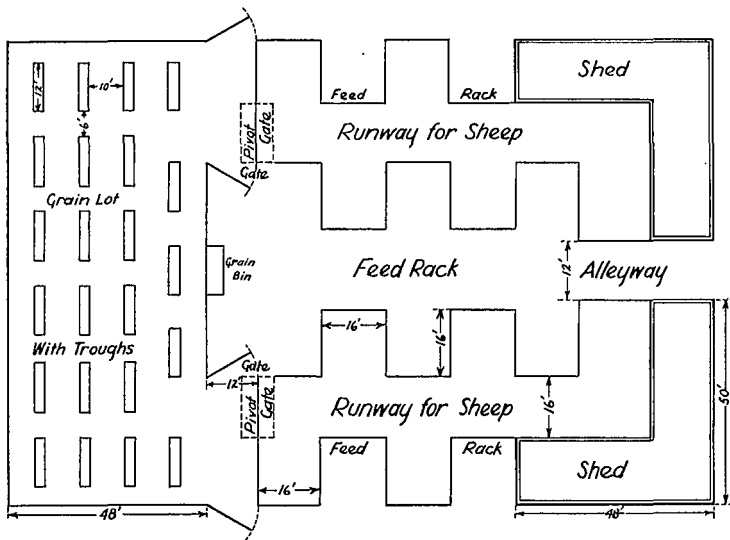 Shed
12'
10'
6'
Feed
Rack
Runway for Sheep
Pivot
Gate
Gate
Grain Lot
Grain
Bin
Feed Rack
12'
Alleyway
16'
16'
With Troughs
Gate
12'
Pivot
Gate
Runway for Sheep
16'
50'
Feed
Rack
Shed
16'
48'
48'